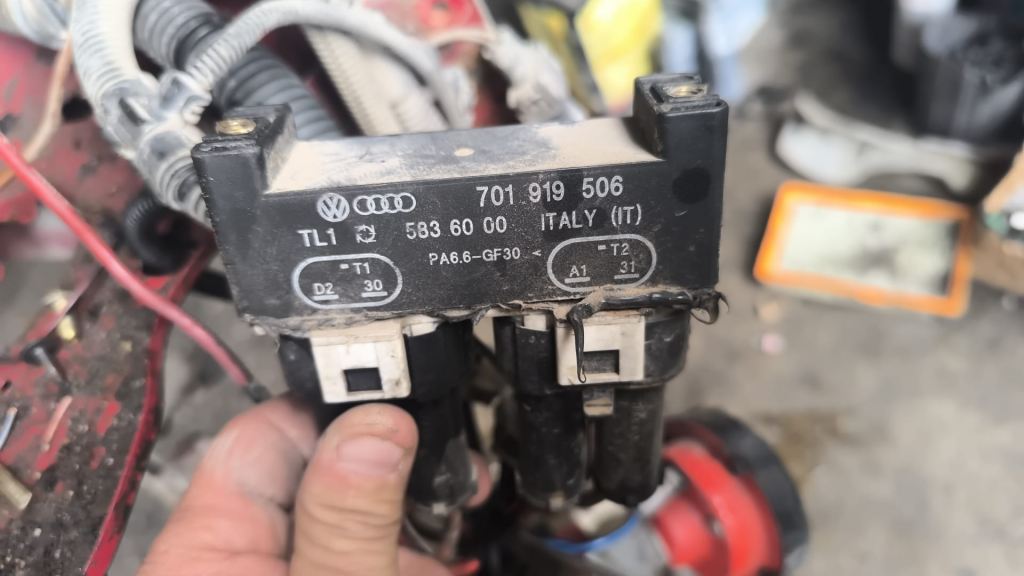 701 919 506
TL1 583 60 00 ITALY (IT)
PA6.6-GF30 <
T1 T2
D2 30 A1 31